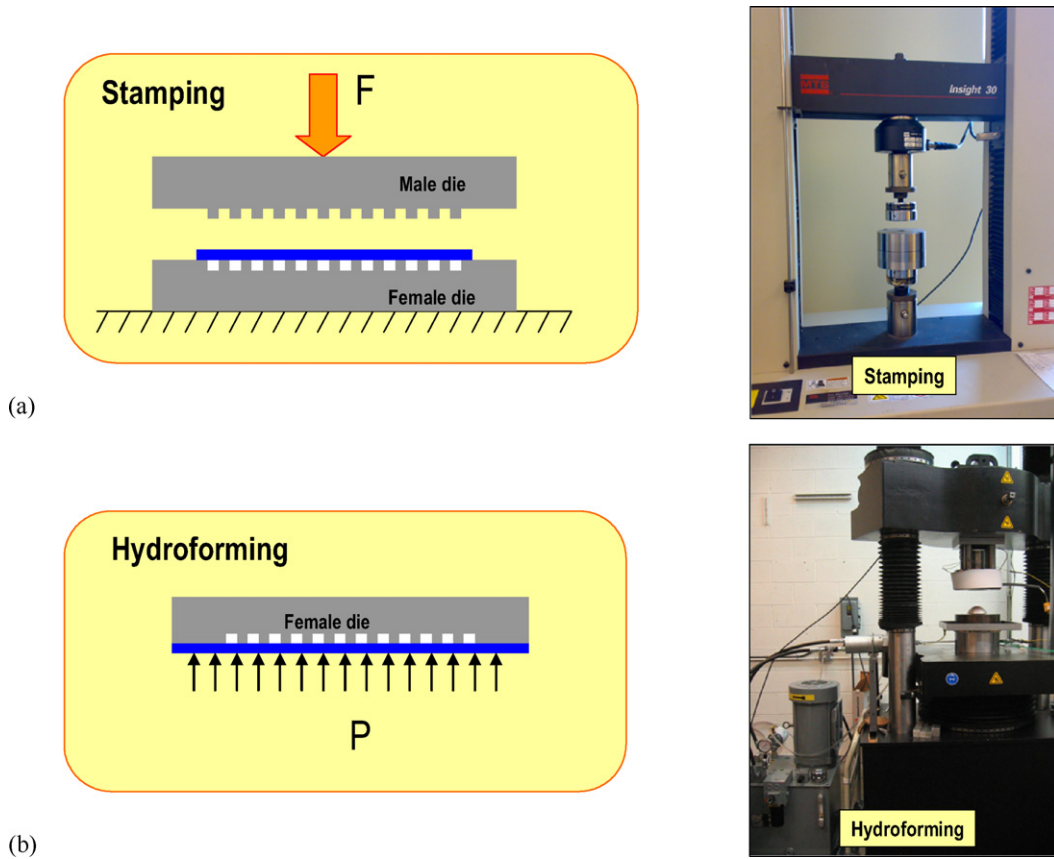 Stamping
F
Male die
Female die
(a)
MTS
Insight 30
Stamping
Hydroforming
Female die
P
(b)
Hydroforming